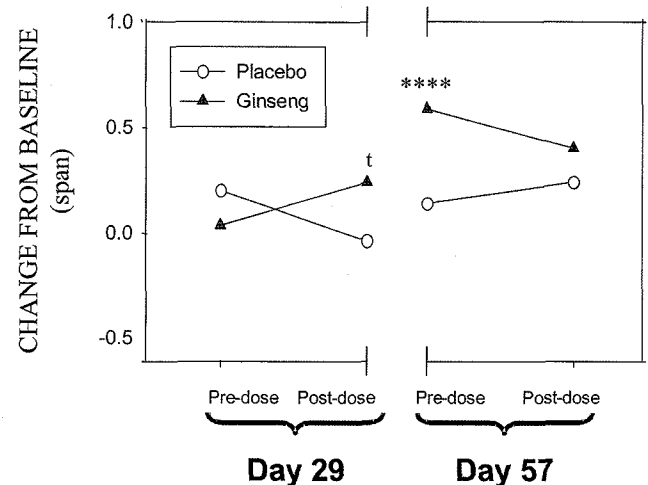 CHANGE FROM BASELINE
(span)
1.0
0.5
0.0
-0.5
Placebo
Ginseng
t
****
Pre-dose Post-dose Pre-dose Post-dose
Day 29 Day 57